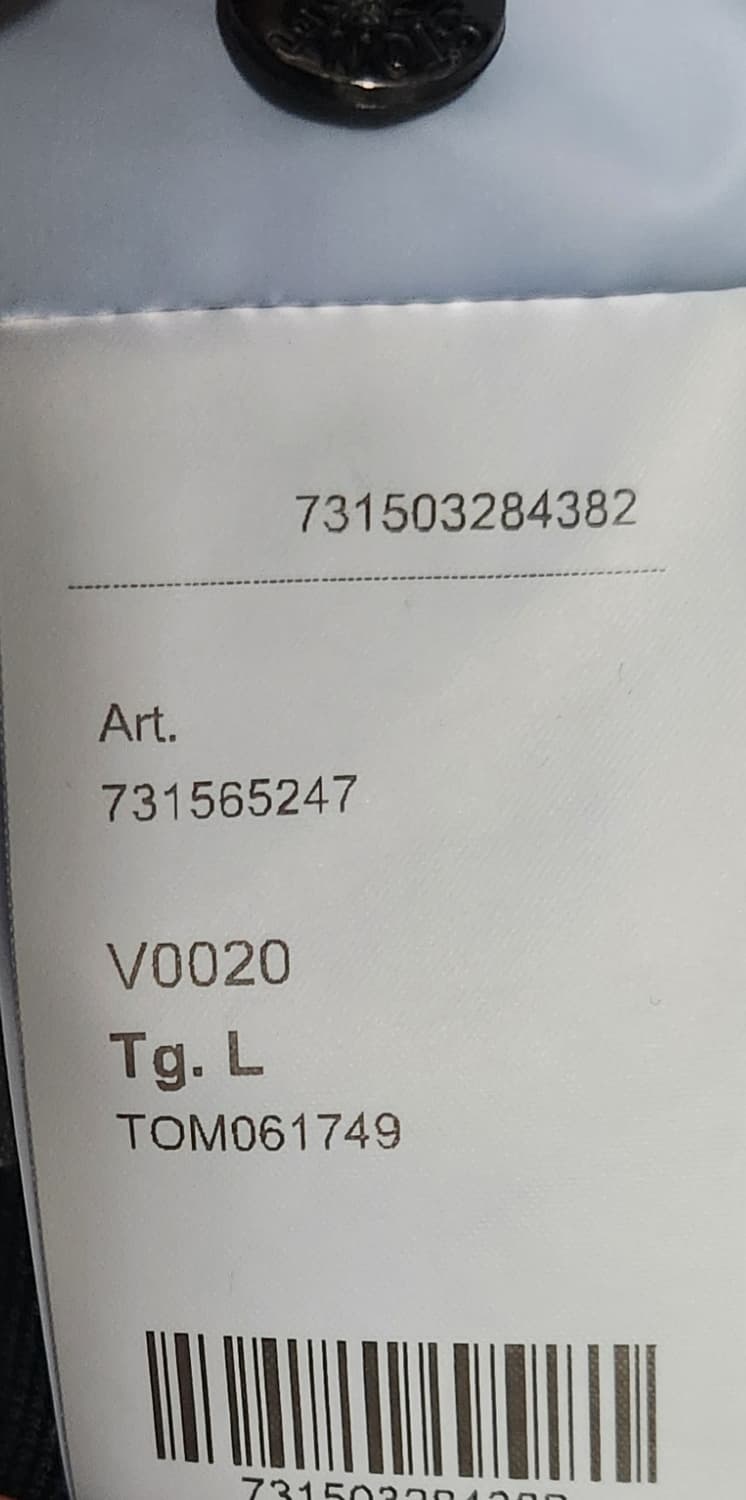 731503284382
Art.
731565247
V0020
Tg. L
TOM061749